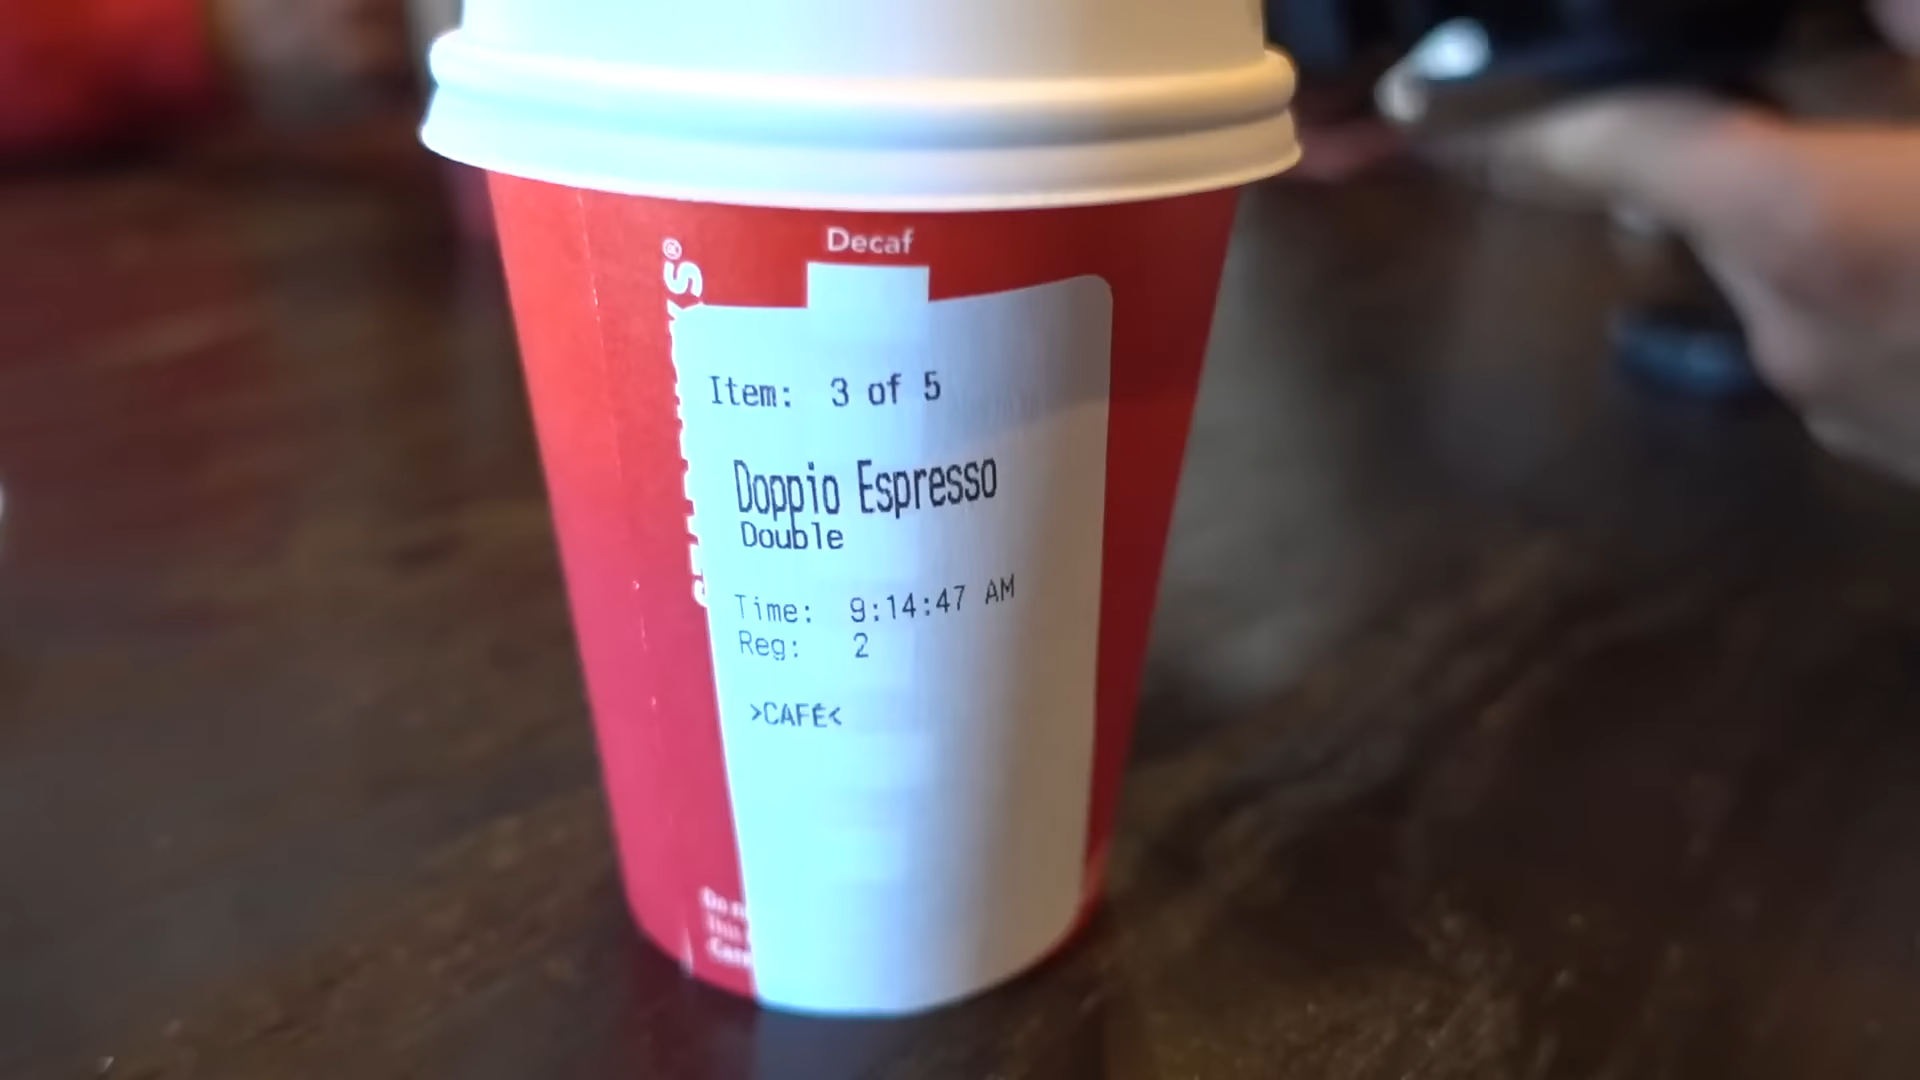 Decaf
Item: 3 of 5
Doppio Espresso
Double
Time: 9:14:47 AM
Reg: 2
>CAFÉ<